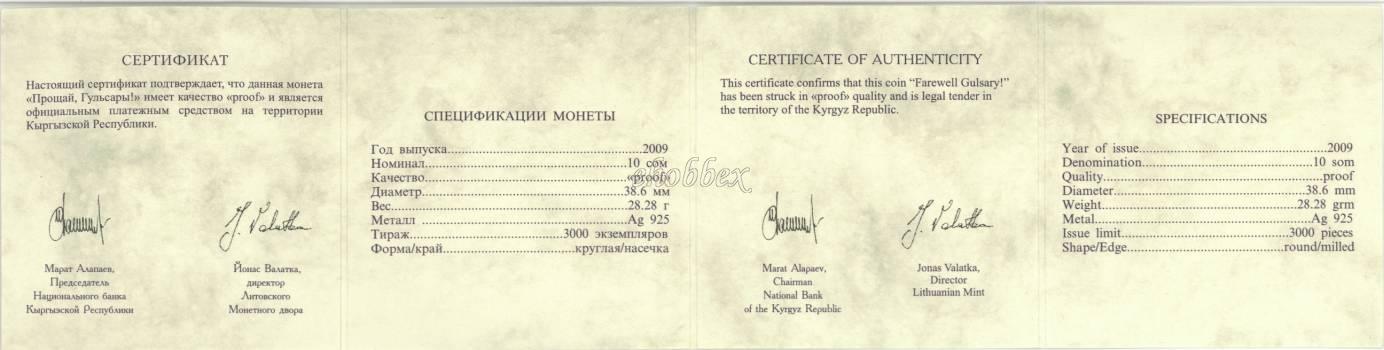 СЕРТИФИКАТ
Настоящий сертификат подтверждает, что данная монета
«Прощай, Гульсары!» имеет качество «proof» и является
официальным платежным средством на территории
Кыргызской Республики.
Марат Алапаев,
Председатель
Национального банка
Кыргызской Республики
Йонас Валатка,
директор
Литовского
Монетного двора
СПЕЦИФИКАЦИИ МОНЕТЫ
Год выпуска....................................................2009
Номинал.....................................................10 сом
Качество....................................................«proof»
Диаметр....................................................38.6 мм
Вес..............................................................28.28 г
Металл ......................................................Ag 925
Тираж........................................3000 экземпляров
Форма/край....................................круглая/насечка
ehobbex
CERTIFICATE OF AUTHENTICITY
This certificate confirms that this coin “Farewell Gulsary!”
has been struck in «proof» quality and is legal tender in
the territory of the Kyrgyz Republic.
Marat Alapaev,
Chairman
National Bank
of the Kyrgyz Republic
J. Valatka
Jonas Valatka,
Director
Lithuanian Mint
SPECIFICATIONS
Year of issue..................................................2009
Denomination.............................................10 som
Quality..........................................................proof
Diameter...................................................38.6 mm
Weight.....................................................28.28 grm
Metal..........................................................Ag 925
Issue limit...............................................3000 pieces
Shape/Edge...........................................round/milled